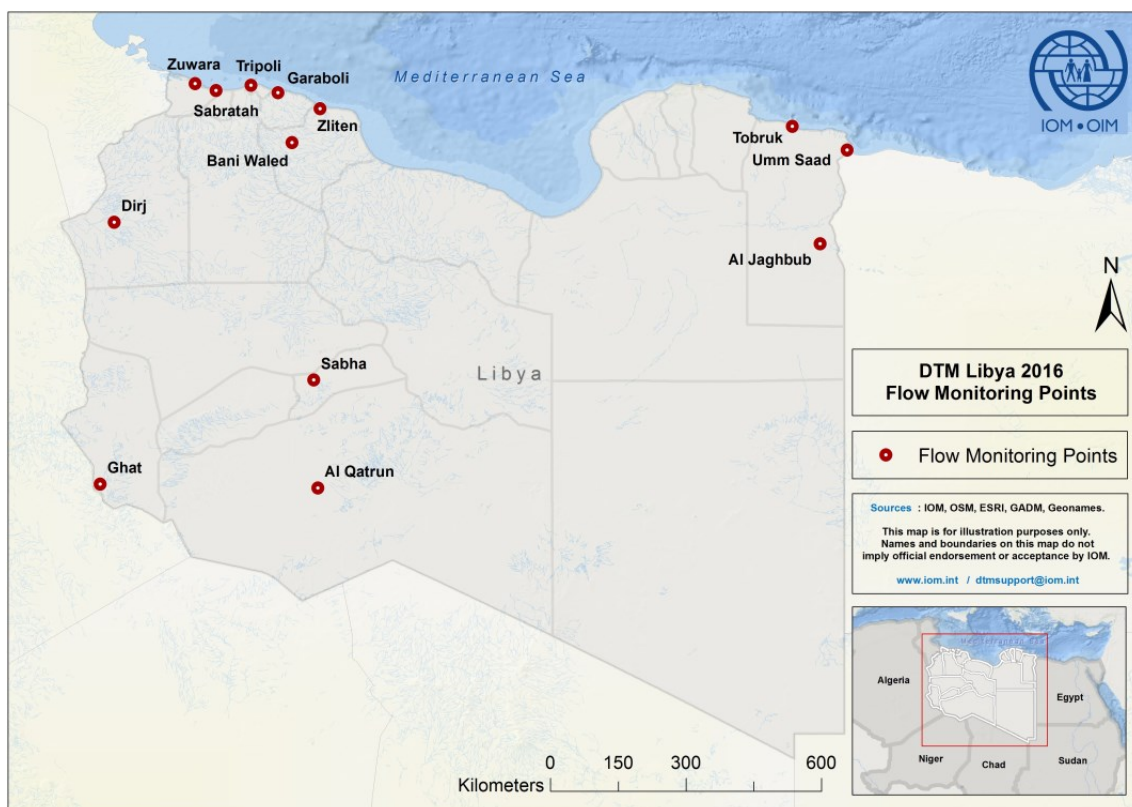 Zuwara
Tripoli
Garaboli
Mediterranean Sea
Sabratah
Zliten
Bani Waled
Tobruk
Umm Saad
IOM • OIM
Dirj
Al Jaghbub
N
Sabha
Libya
Ghat
Al Qatrun
DTM Libya 2016
Flow Monitoring Points
Flow Monitoring Points
Sources : IOM, OSM, ESRI, GADM, Geonames.
This map is for illustration purposes only.
Names and boundaries on this map do not
imply official endorsement or acceptance by IOM.
www.iom.int / dtmsupport@iom.int
Mediterranean Sea
Algeria
Egypt
Niger
Chad
Sudan
0 150 300 600
Kilometers